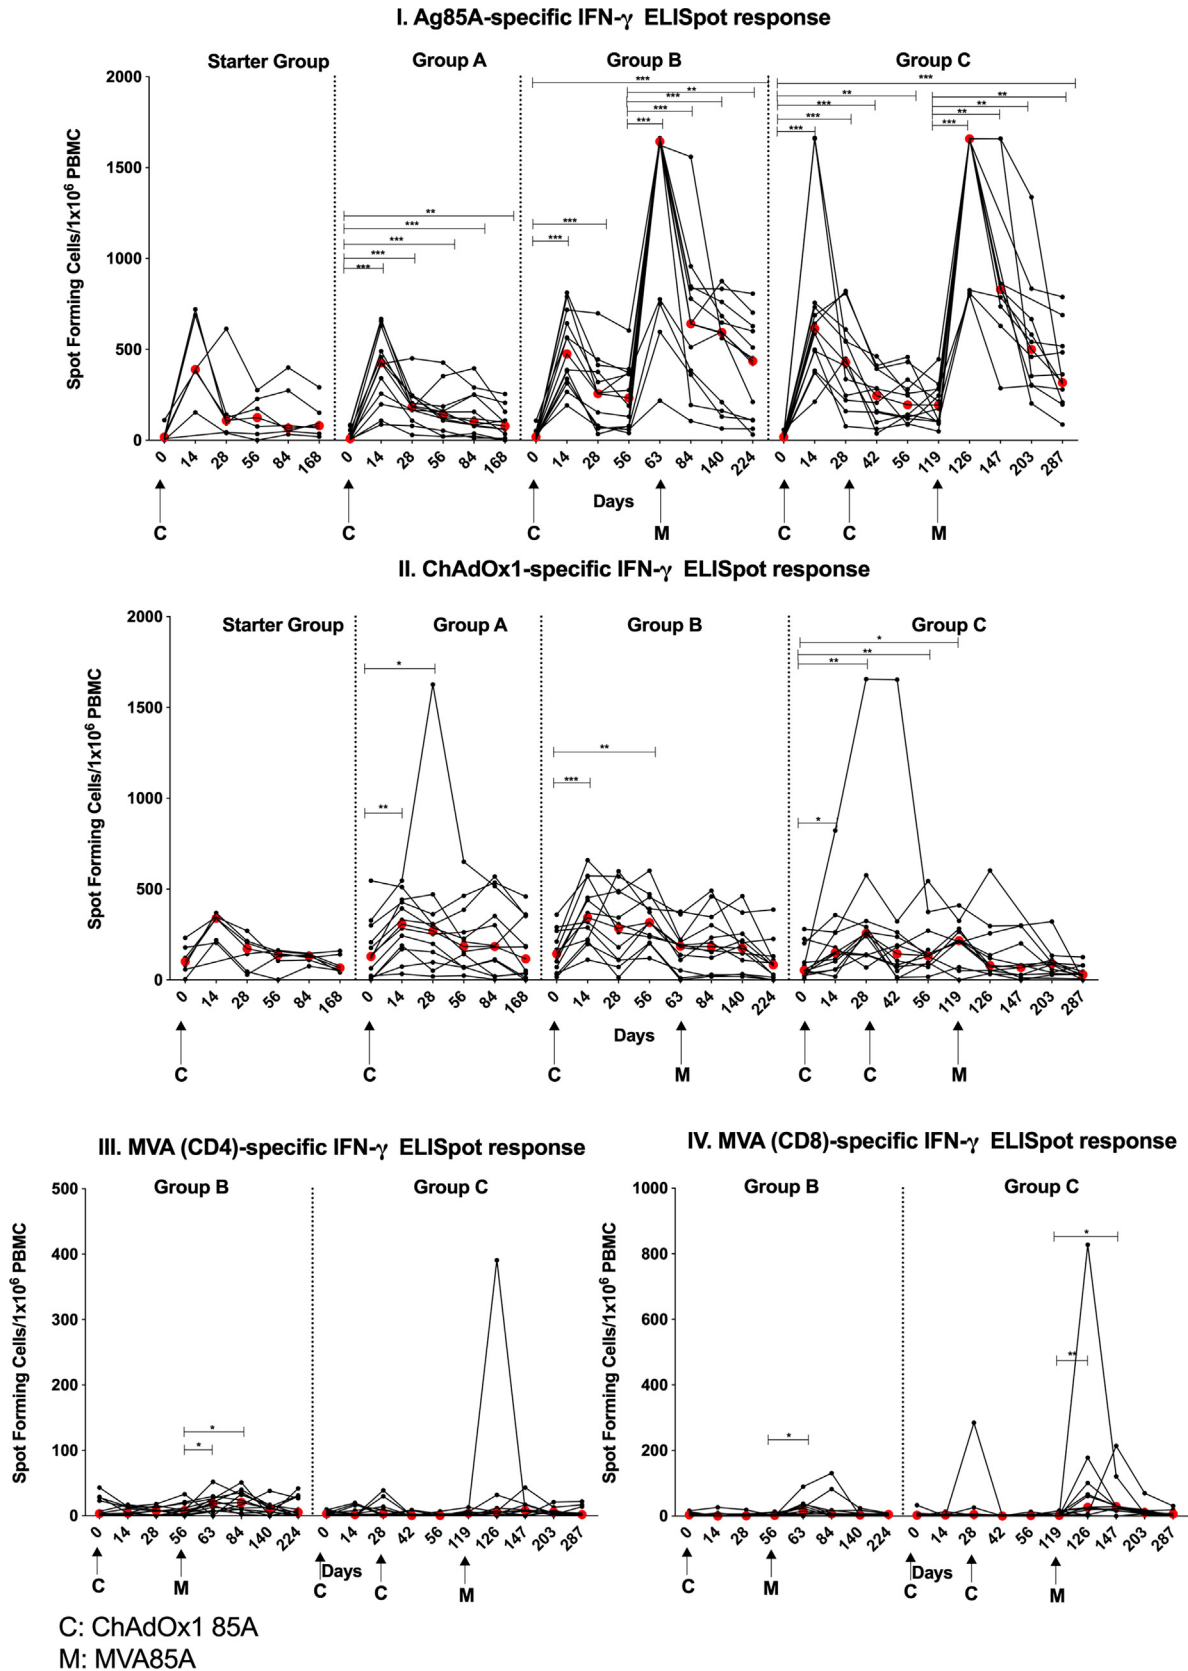 I. Ag85A-specific IFN-γ ELISpot response
Starter Group Group A Group B Group C
Spot Forming Cells/1x10⁶ PBMC
2000
1500
1000
500
0
*** ** *** *** *** *** ** *** *** *** *** *** *** *** ** *** *** *** ** ** ** ***
0 14 28 56 84 168 0 14 28 56 84 168 0 14 28 56 63 84 140 224 0 14 28 42 56 119 126 147 203 287
Days
C C C M C C M
II. ChAdOx1-specific IFN-γ ELISpot response
Starter Group Group A Group B Group C
Spot Forming Cells/1x10⁶ PBMC
2000
1500
1000
500
0
* ** ** *** * ** ** *
0 14 28 56 84 168 0 14 28 56 84 168 0 14 28 56 63 84 140 224 0 14 28 42 56 119 126 147 203 287
Days
C C C M C C M
III. MVA (CD4)-specific IFN-γ ELISpot response
Group B Group C
Spot Forming Cells/1x10⁶ PBMC
500
400
300
200
100
0
* *
0 14 28 56 63 84 140 224 0 14 28 42 56 119 126 147 203 287
Days
C M C C M
IV. MVA (CD8)-specific IFN-γ ELISpot response
Group B Group C
Spot Forming Cells/1x10⁶ PBMC
1000
800
600
400
200
0
* * **
0 14 28 56 63 84 140 224 0 14 28 42 56 119 126 147 203 287
Days
C M C C M
C: ChAdOx1 85A
M: MVA85A